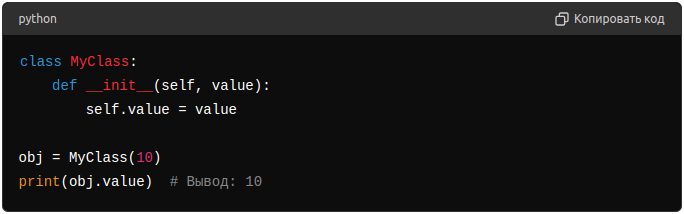 python
Копировать код
class MyClass:
    def __init__(self, value):
        self.value = value
obj = MyClass(10)
print(obj.value)  # Вывод: 10